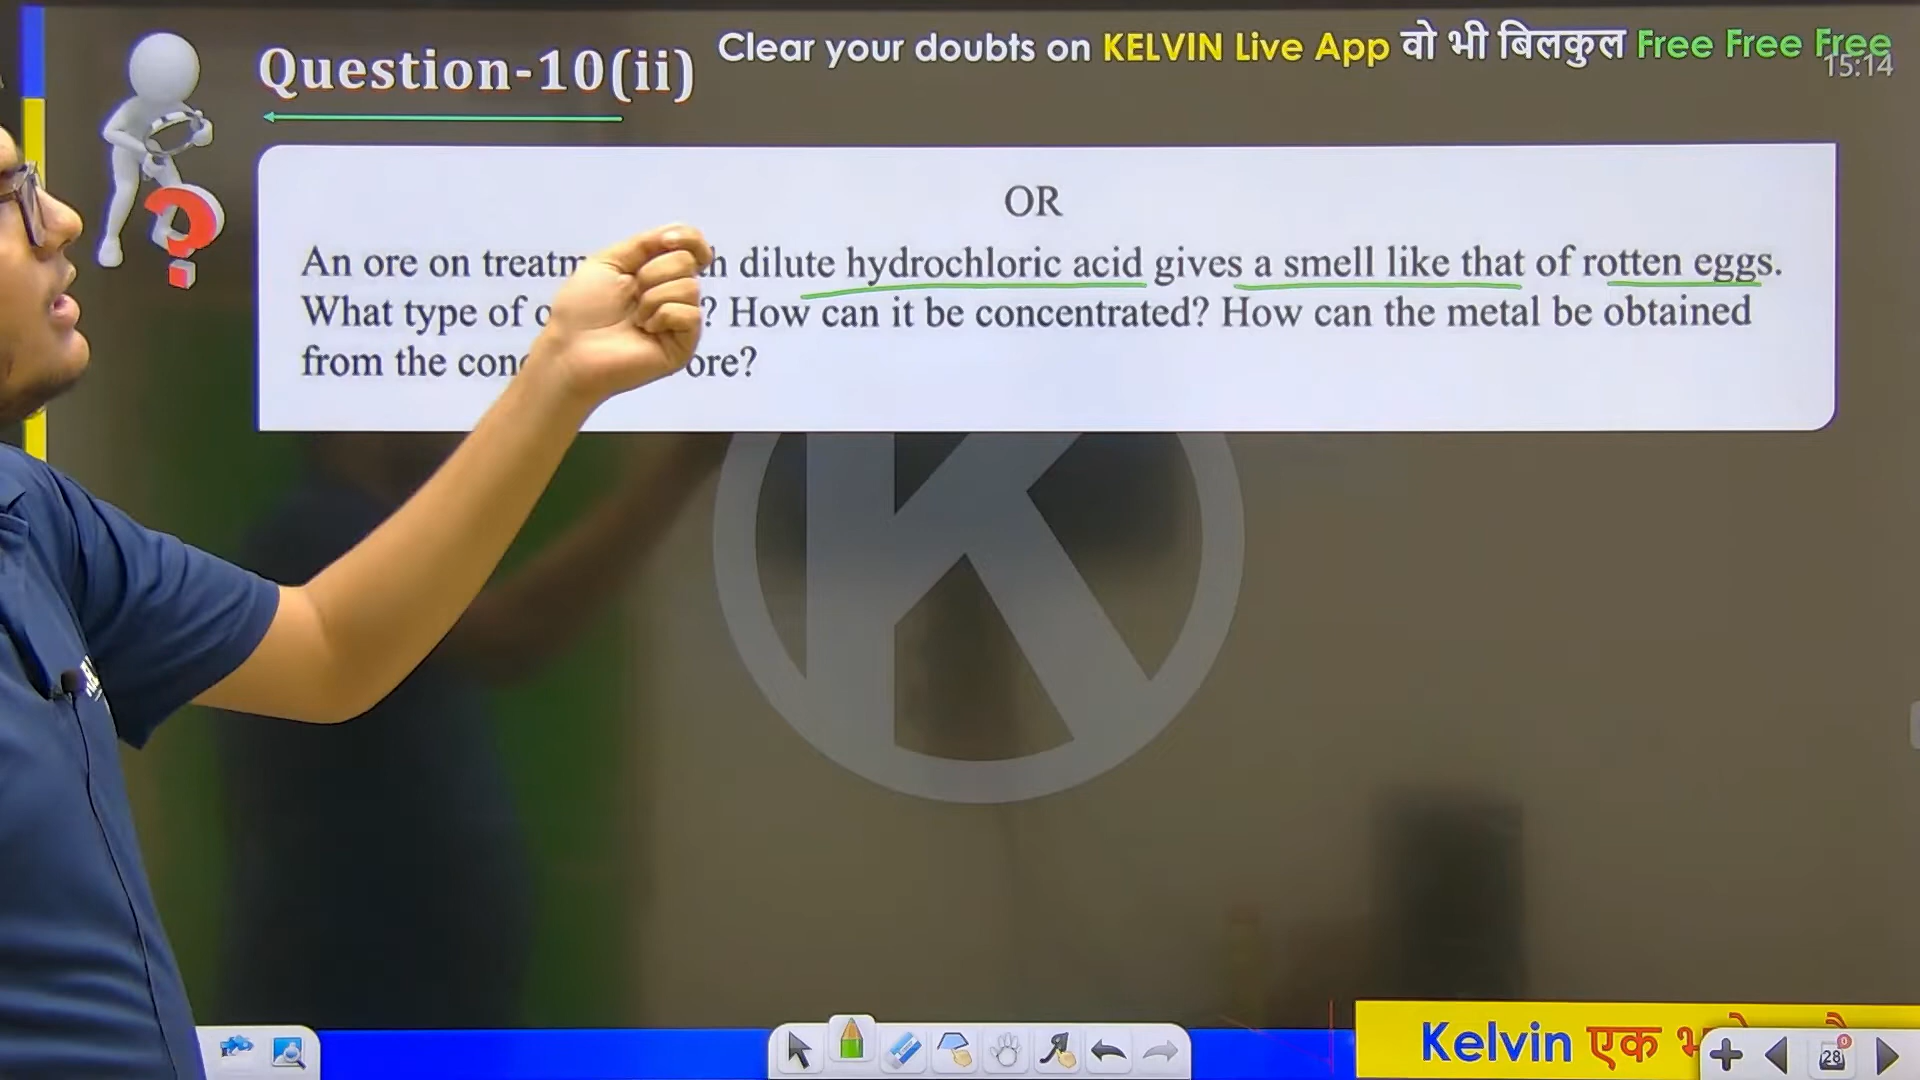 Question-10(ii)
Clear your doubts on KELVIN Live App वो भी बिलकुल Free Free Free
15:14
OR
An ore on dilute hydrochloric acid gives a smell like that of rotten eggs.
What type of ? How can it be concentrated? How can the metal be obtained
from the ore?
Kelvin एक
28